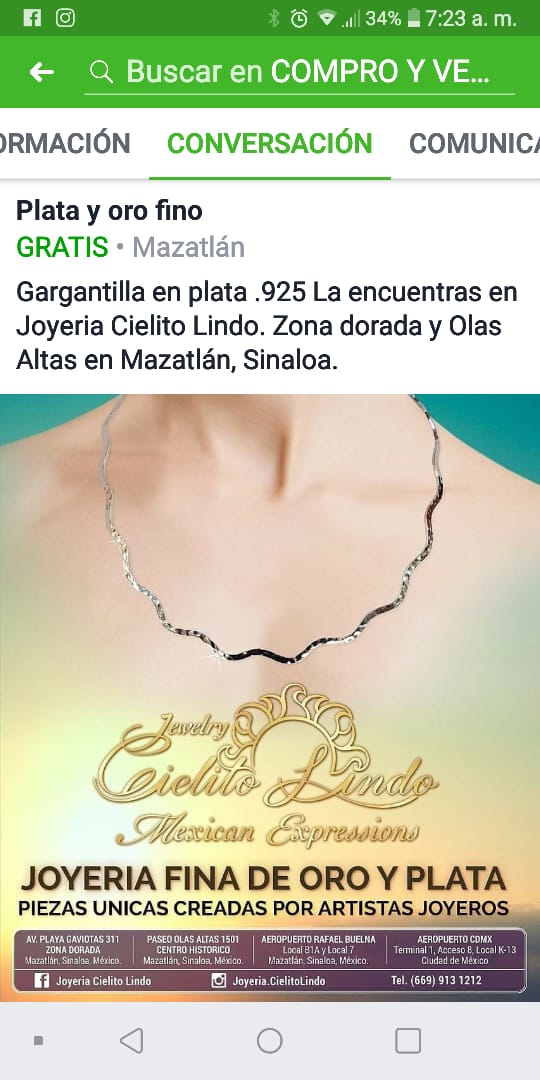 34% 7:23 a. m.
Buscar en COMPRO Y VE...
ORMACIÓN CONVERSACIÓN COMUNICA
Plata y oro fino
GRATIS • Mazatlán
Gargantilla en plata .925 La encuentras en
Joyeria Cielito Lindo. Zona dorada y Olas
Altas en Mazatlán, Sinaloa.
Jewelry
Cielito Lindo
Mexican Expressions
JOYERIA FINA DE ORO Y PLATA
PIEZAS UNICAS CREADAS POR ARTISTAS JOYEROS
AV. PLAYA GAVIOTAS 311
ZONA DORADA
Mazatlán, Sinaloa, México.
PASEO OLAS ALTAS 1501
CENTRO HISTORICO
Mazatlán, Sinaloa, México.
AEROPUERTO RAFAEL BUELNA
Local B1A y Local 7
Mazatlán, Sinaloa, México.
AEROPUERTO CDMX
Terminal 1, Acceso 8, Local K-13
Ciudad de México
Joyeria Cielito Lindo Joyeria.CielitoLindo Tel. (669) 913 1212